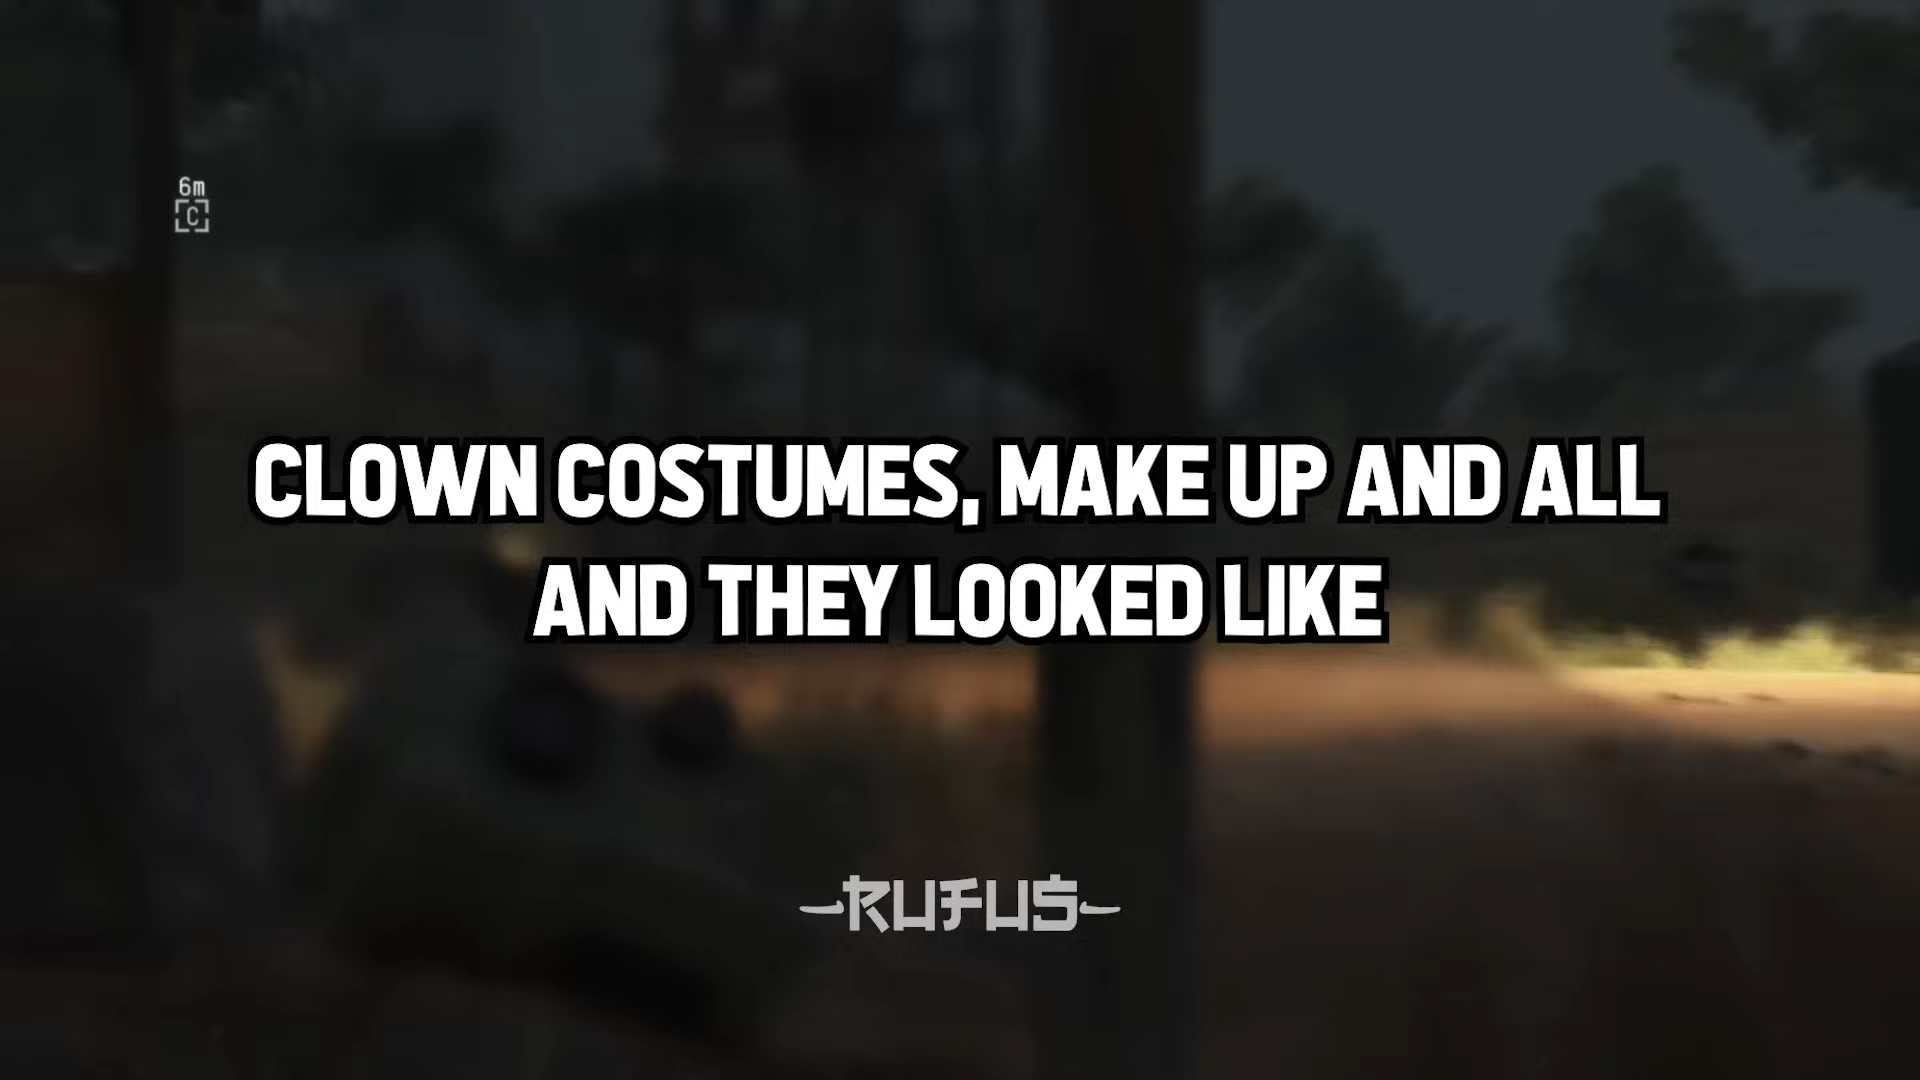 6m
C
CLOWN COSTUMES, MAKE UP AND ALL
AND THEY LOOKED LIKE
RUFUS